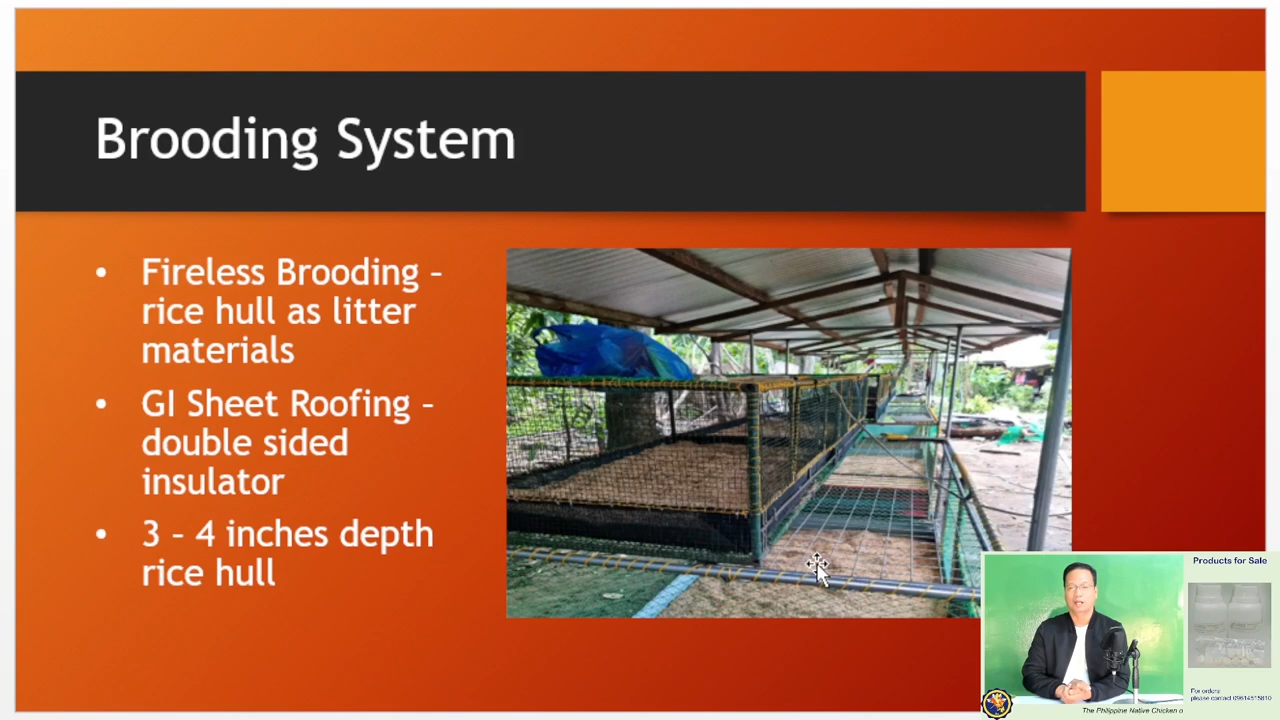 Brooding System
• Fireless Brooding –
rice hull as litter
materials
• GI Sheet Roofing –
double sided
insulator
• 3 – 4 inches depth
rice hull
Products for Sale
For orders
please contact 09614515810
The Philippine Native Chicken o